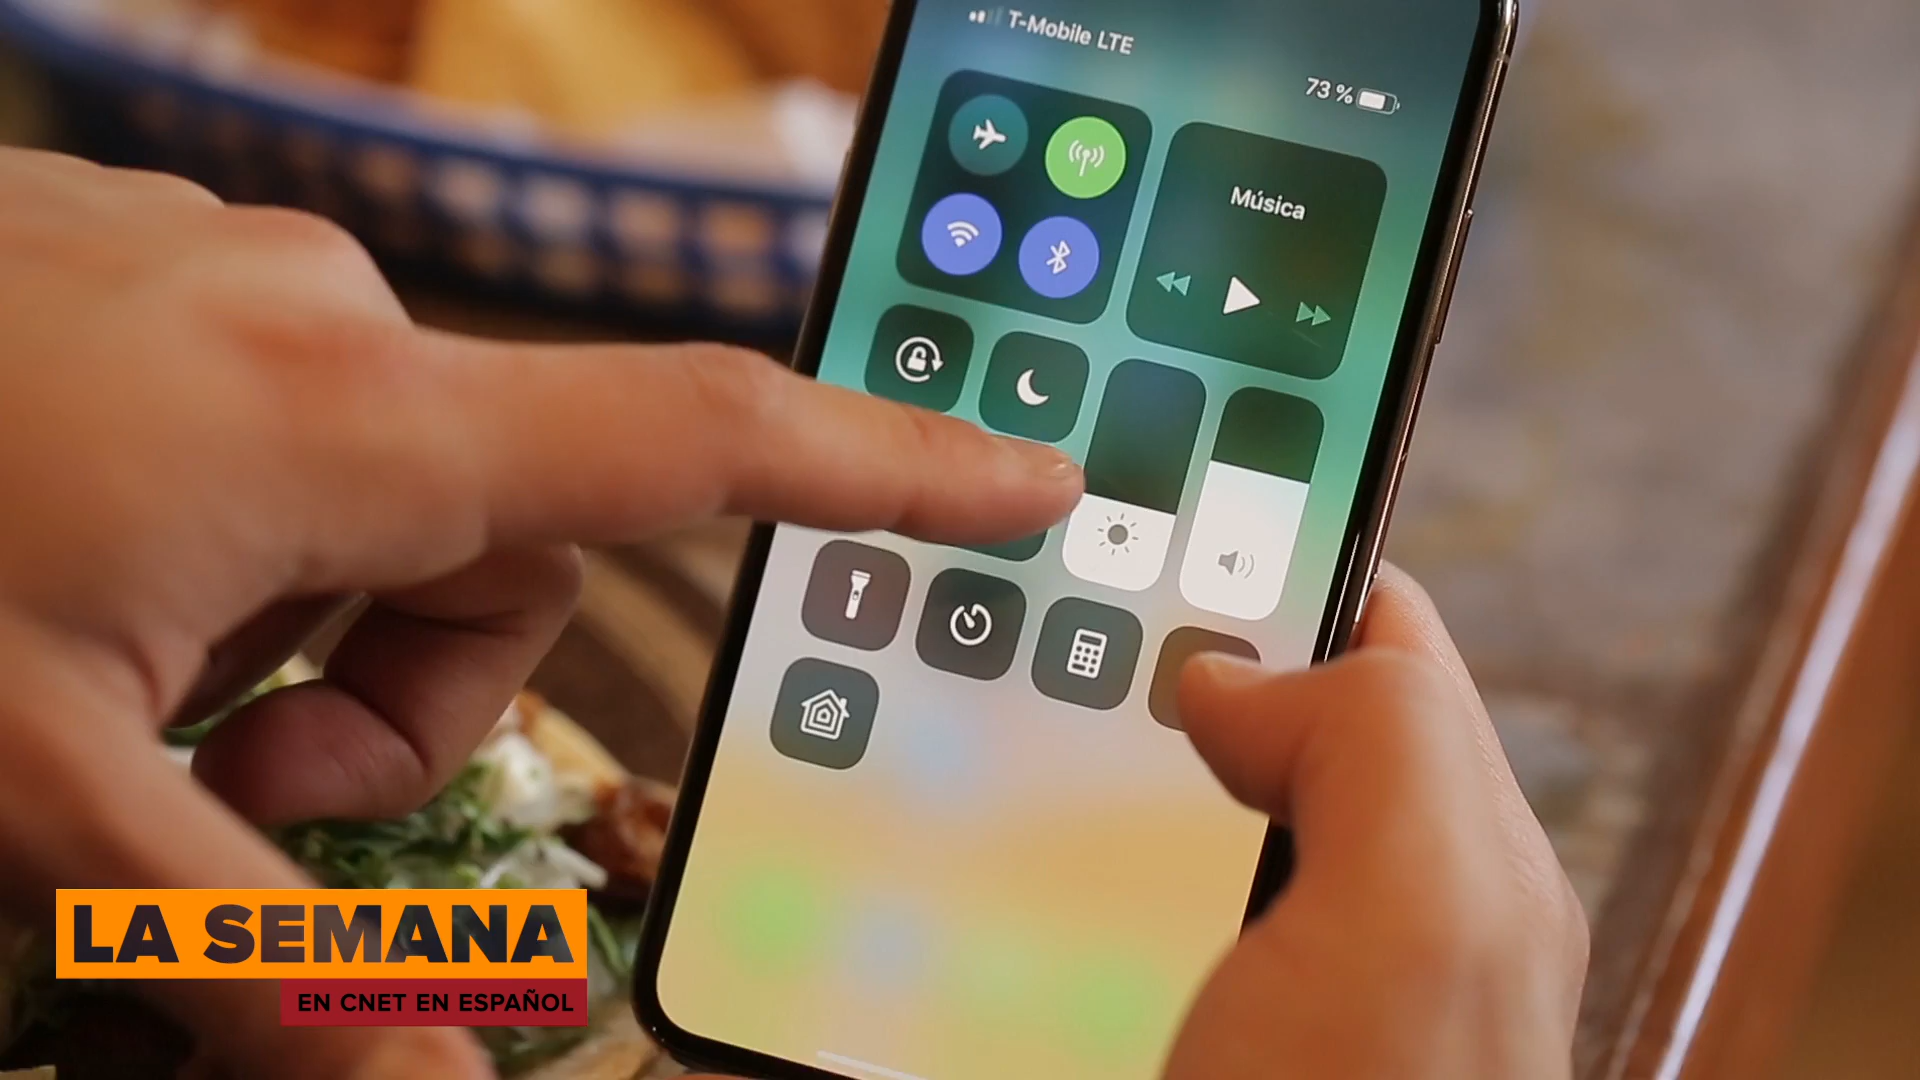 T-Mobile LTE
73 %
Música
LA SEMANA
EN CNET EN ESPAÑOL